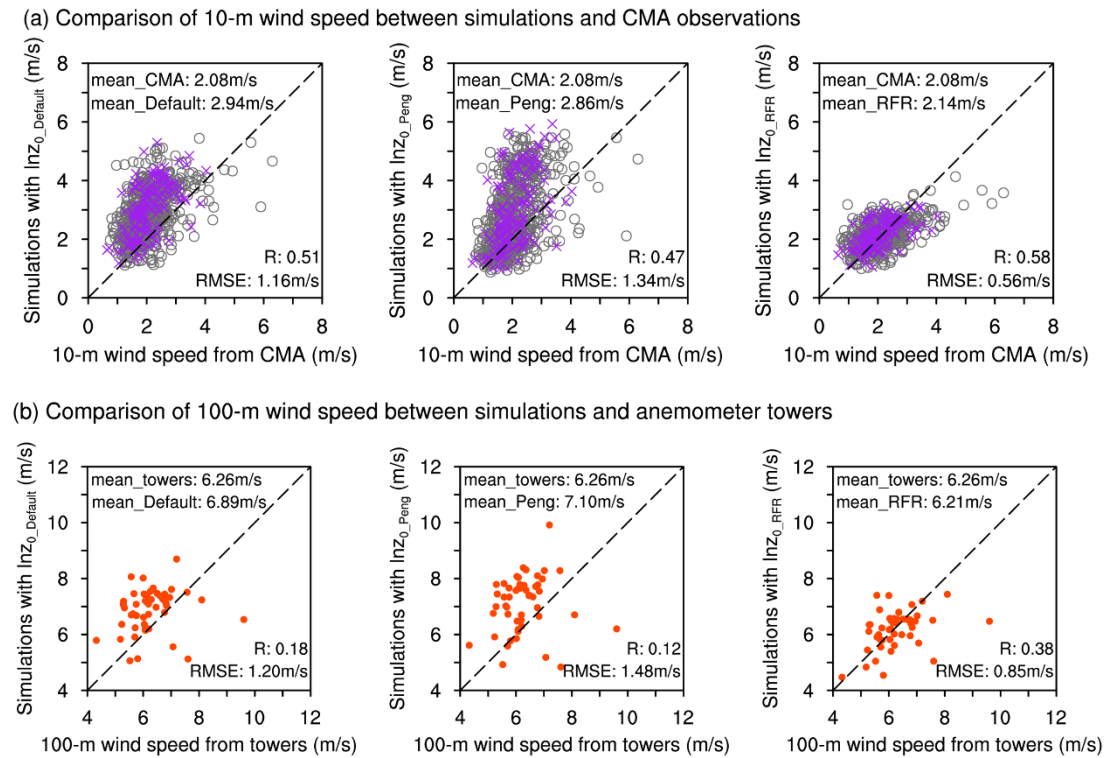 (a) Comparison of 10-m wind speed between simulations and CMA observations
Simulations with lnz0_Default (m/s)
8
6
4
2
0
mean_CMA: 2.08m/s
mean_Default: 2.94m/s
R: 0.51
RMSE: 1.16m/s
0 2 4 6 8
10-m wind speed from CMA (m/s)
Simulations with lnz0_Peng (m/s)
8
6
4
2
0
mean_CMA: 2.08m/s
mean_Peng: 2.86m/s
R: 0.47
RMSE: 1.34m/s
0 2 4 6 8
10-m wind speed from CMA (m/s)
Simulations with lnz0_RFR (m/s)
8
6
4
2
0
mean_CMA: 2.08m/s
mean_RFR: 2.14m/s
R: 0.58
RMSE: 0.56m/s
0 2 4 6 8
10-m wind speed from CMA (m/s)
(b) Comparison of 100-m wind speed between simulations and anemometer towers
Simulations with lnz0_Default (m/s)
12
10
8
6
4
mean_towers: 6.26m/s
mean_Default: 6.89m/s
R: 0.18
RMSE: 1.20m/s
4 6 8 10 12
100-m wind speed from towers (m/s)
Simulations with lnz0_Peng (m/s)
12
10
8
6
4
mean_towers: 6.26m/s
mean_Peng: 7.10m/s
R: 0.12
RMSE: 1.48m/s
4 6 8 10 12
100-m wind speed from towers (m/s)
Simulations with lnz0_RFR (m/s)
12
10
8
6
4
mean_towers: 6.26m/s
mean_RFR: 6.21m/s
R: 0.38
RMSE: 0.85m/s
4 6 8 10 12
100-m wind speed from towers (m/s)